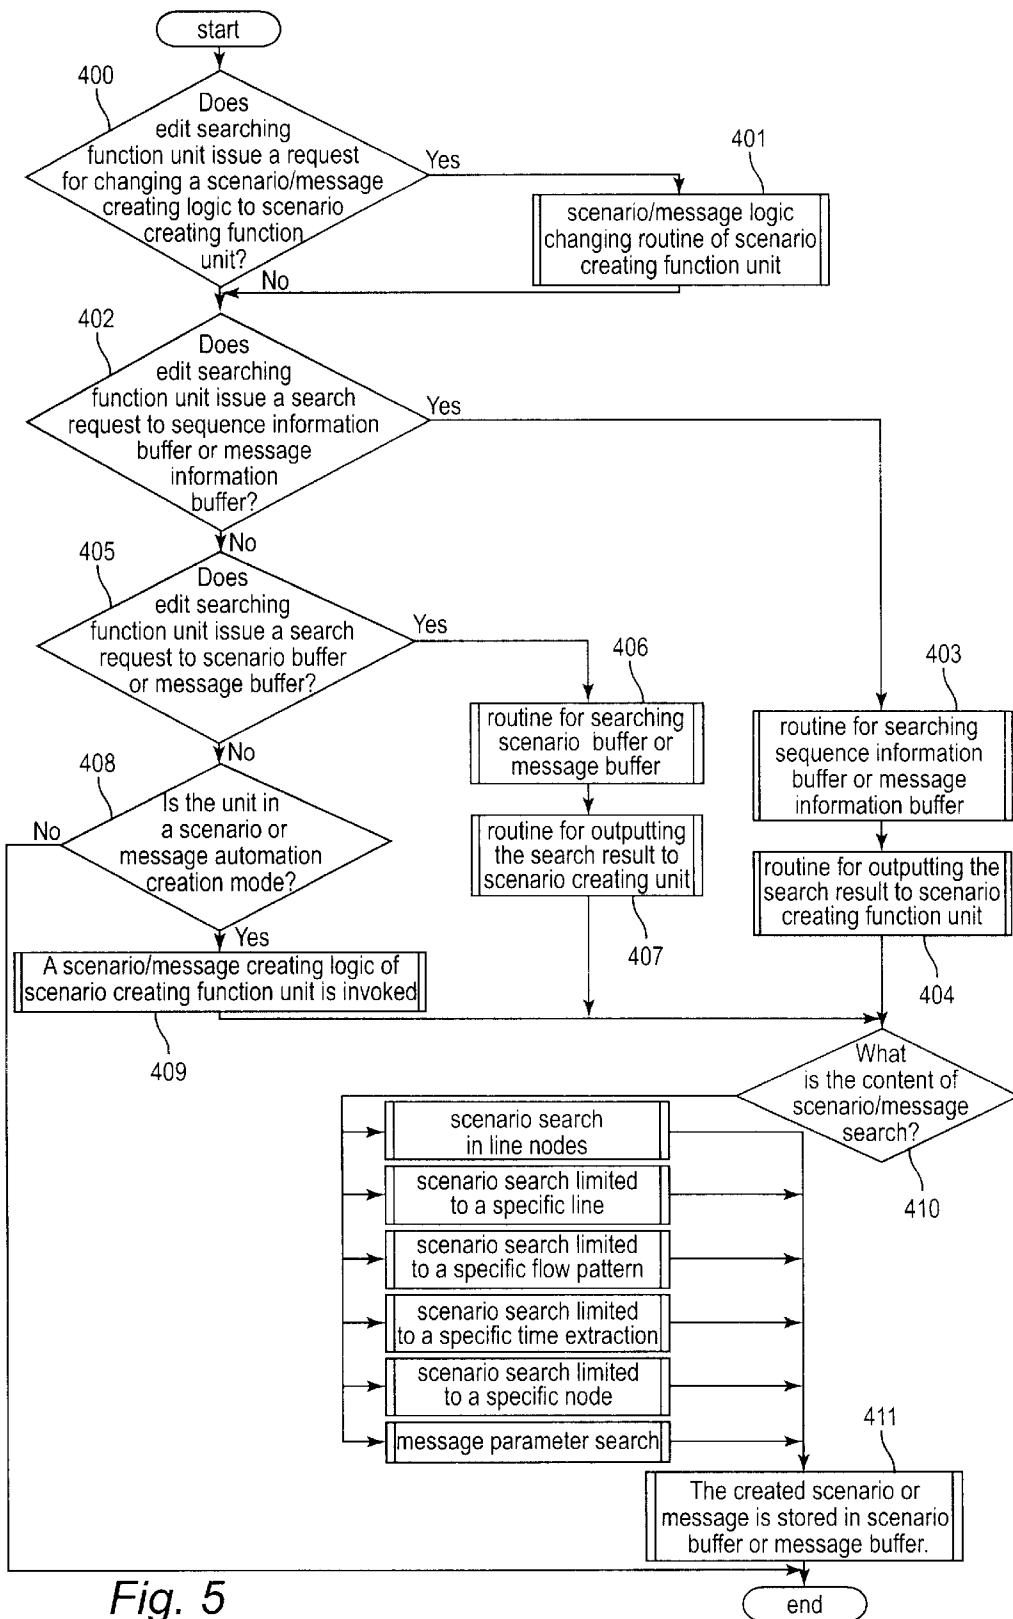 start
400
Does
edit searching
function unit issue a request
for changing a scenario/message
creating logic to scenario
creating function
unit?
Yes
401
scenario/message logic
changing routine of scenario
creating function unit
No
402
Does
edit searching
function unit issue a search
request to sequence information
buffer or message
information
buffer?
Yes
No
405
Does
edit searching
function unit issue a search
request to scenario buffer
or message buffer?
Yes
406
routine for searching
scenario buffer or
message buffer
403
routine for searching
sequence information
buffer or message
information buffer
No
408
Is the unit in
a scenario or
message automation
creation mode?
No
routine for outputting
the search result to
scenario creating unit
407
routine for outputting the
search result to scenario
creating function unit
404
Yes
A scenario/message creating logic of
scenario creating function unit is invoked
409
What
is the content of
scenario/message
search?
410
scenario search
in line nodes
scenario search limited
to a specific line
scenario search limited
to a specific flow pattern
scenario search limited
to a specific time extraction
scenario search limited
to a specific node
message parameter search
411
The created scenario or
message is stored in scenario
buffer or message buffer.
end
Fig. 5